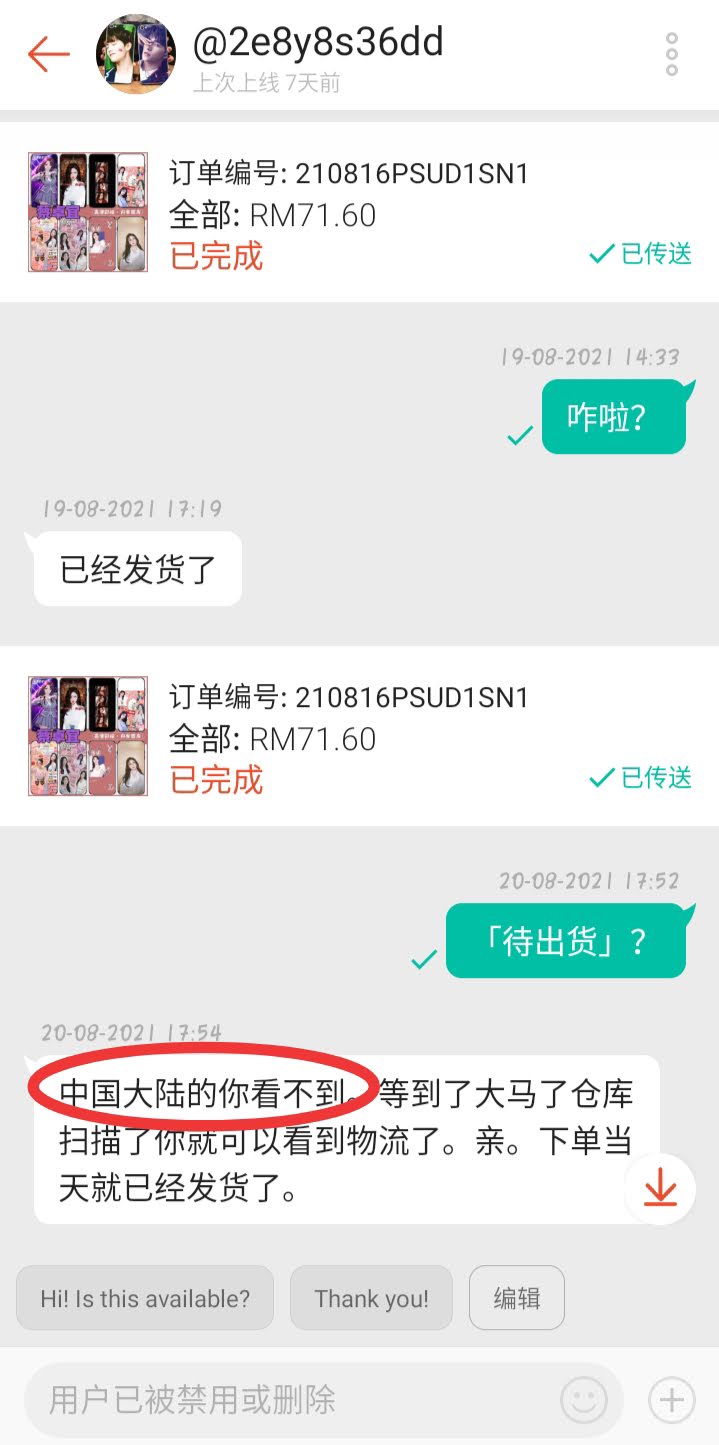 @2e8y8s36dd
上次上线 7天前
订单编号: 210816PSUD1SN1
全部: RM71.60
已完成
已传送
19-08-2021 14:33
咋啦？
19-08-2021 17:19
已经发货了
订单编号: 210816PSUD1SN1
全部: RM71.60
已完成
已传送
20-08-2021 17:52
「待出货」？
20-08-2021 17:54
中国大陆的你看不到。等到了大马了仓库
扫描了你就可以看到物流了。亲。下单当
天就已经发货了。
Hi! Is this available?
Thank you!
编辑
用户已被禁用或删除